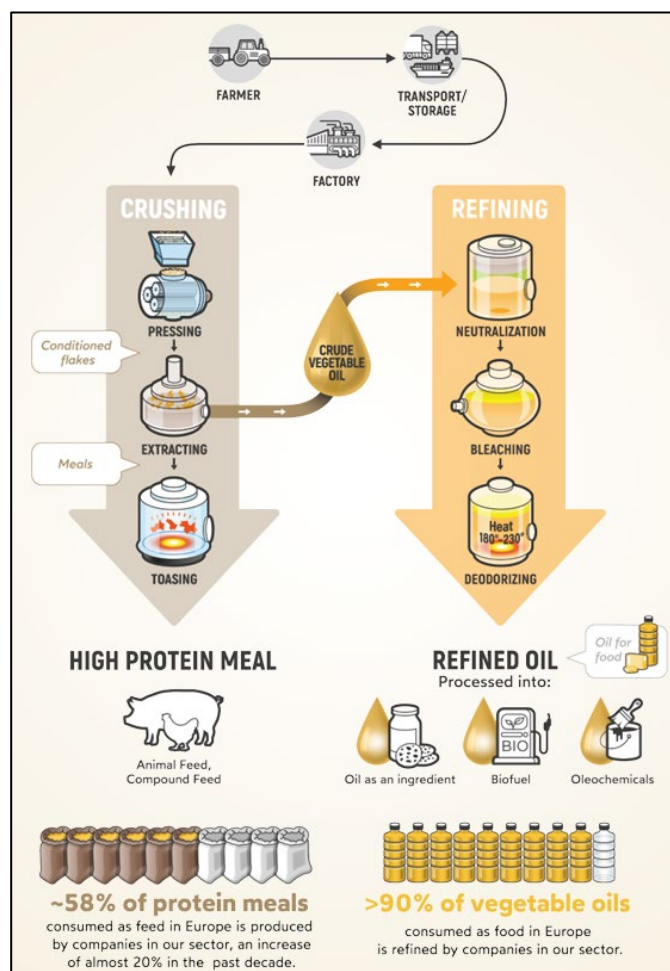 FARMER
TRANSPORT/
STORAGE
FACTORY
CRUSHING
PRESSING
Conditioned
flakes
EXTRACTING
Meals
TOASING
CRUDE
VEGETABLE
OIL
REFINING
NEUTRALIZATION
BLEACHING
Heat
180°-230°
DEODORIZING
HIGH PROTEIN MEAL
Animal Feed,
Compound Feed
REFINED OIL
Processed into:
Oil for
food
Oil as an ingredient
BIO
Biofuel
Oleochemicals
~58% of protein meals
consumed as feed in Europe is produced
by companies in our sector, an increase
of almost 20% in the past decade.
>90% of vegetable oils
consumed as food in Europe
is refined by companies in our sector.